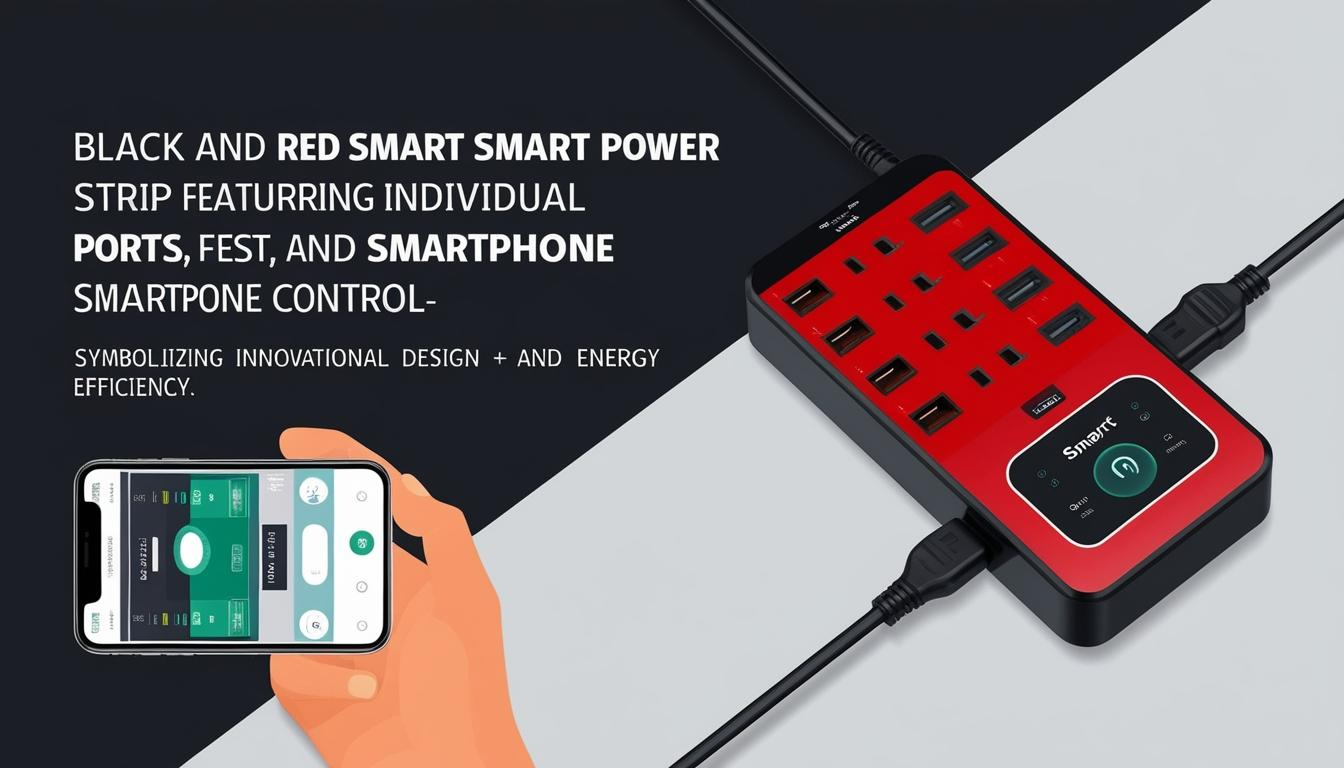 BLACK AND RED SMART SMART POWER
STRIP FEATURRING INDIVIDUAL
PORTS, FEST, AND SMARTPHONE
SMARTPONE CONTROL-
SYMBOLIIZING INNOVATIONAL DESIGN + AND ENERGY
EFFICIENCY.